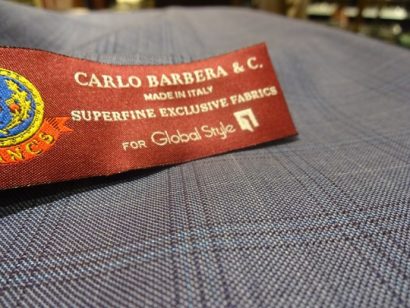 CARLO BARBERA & C.
MADE IN ITALY
SUPERFINE EXCLUSIVE FABRICS
FOR Global Style